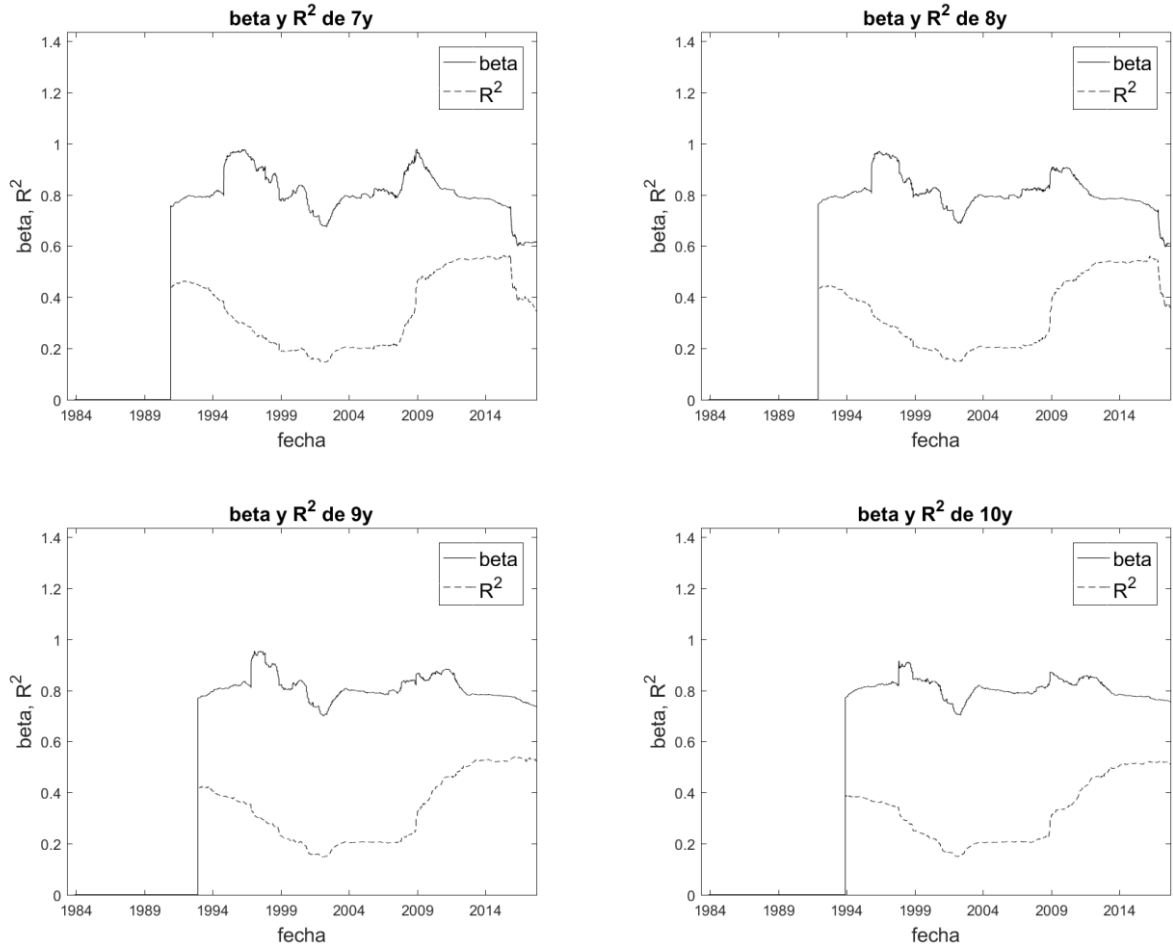 beta y R² de 7y
1.4
1.2
1
0.8
0.6
0.4
0.2
0
beta, R²
beta
R²
1984 1989 1994 1999 2004 2009 2014
fecha
beta y R² de 8y
1.4
1.2
1
0.8
0.6
0.4
0.2
0
beta, R²
beta
R²
1984 1989 1994 1999 2004 2009 2014
fecha
beta y R² de 9y
1.4
1.2
1
0.8
0.6
0.4
0.2
0
beta, R²
beta
R²
1984 1989 1994 1999 2004 2009 2014
fecha
beta y R² de 10y
1.4
1.2
1
0.8
0.6
0.4
0.2
0
beta, R²
beta
R²
1984 1989 1994 1999 2004 2009 2014
fecha